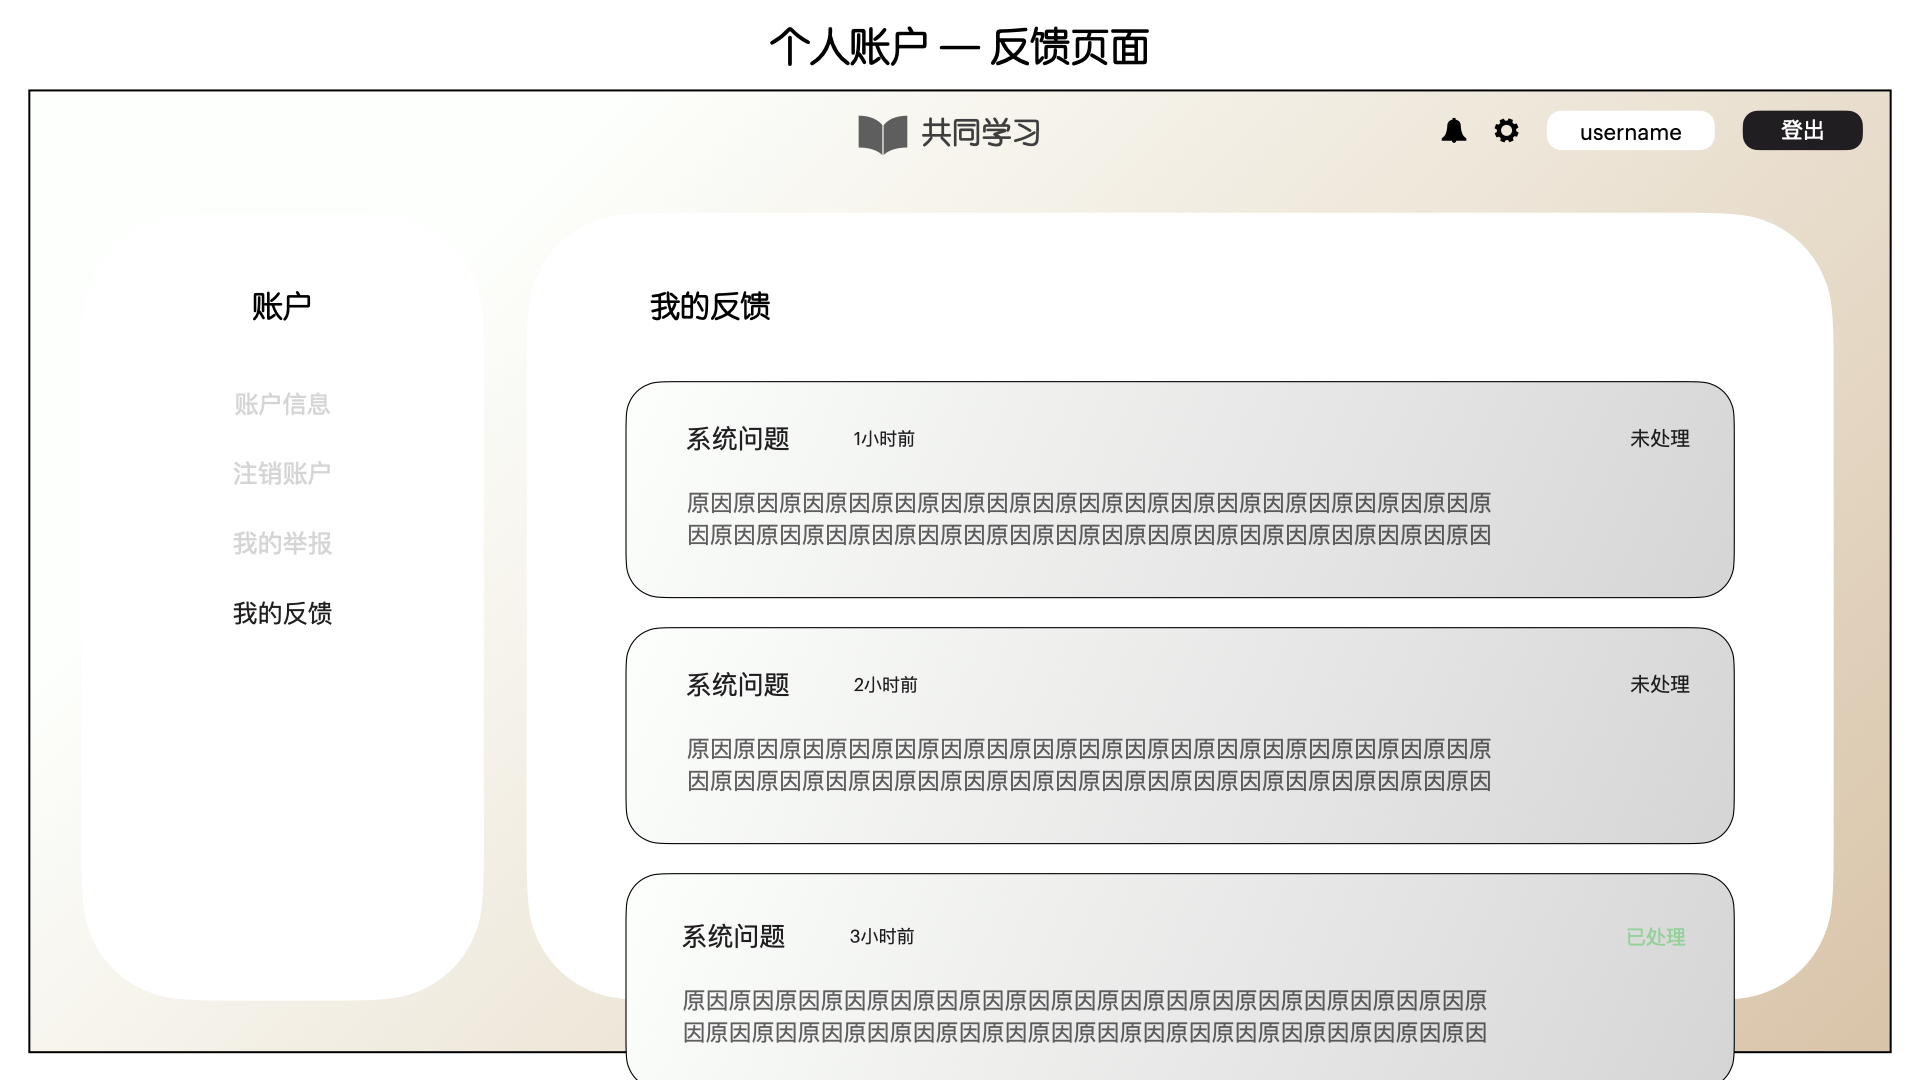 个人账户 — 反馈页面
共同学习
username
登出
账户
账户信息
注销账户
我的举报
我的反馈
我的反馈
系统问题
1小时前
未处理
原因原因原因原因原因原因原因原因原因原因原因原因原因原因原因原因原因原
因原因原因原因原因原因原因原因原因原因原因原因原因原因原因原因原因原因
系统问题
2小时前
未处理
原因原因原因原因原因原因原因原因原因原因原因原因原因原因原因原因原因原
因原因原因原因原因原因原因原因原因原因原因原因原因原因原因原因原因原因
系统问题
3小时前
已处理
原因原因原因原因原因原因原因原因原因原因原因原因原因原因原因原因原因原
因原因原因原因原因原因原因原因原因原因原因原因原因原因原因原因原因原因